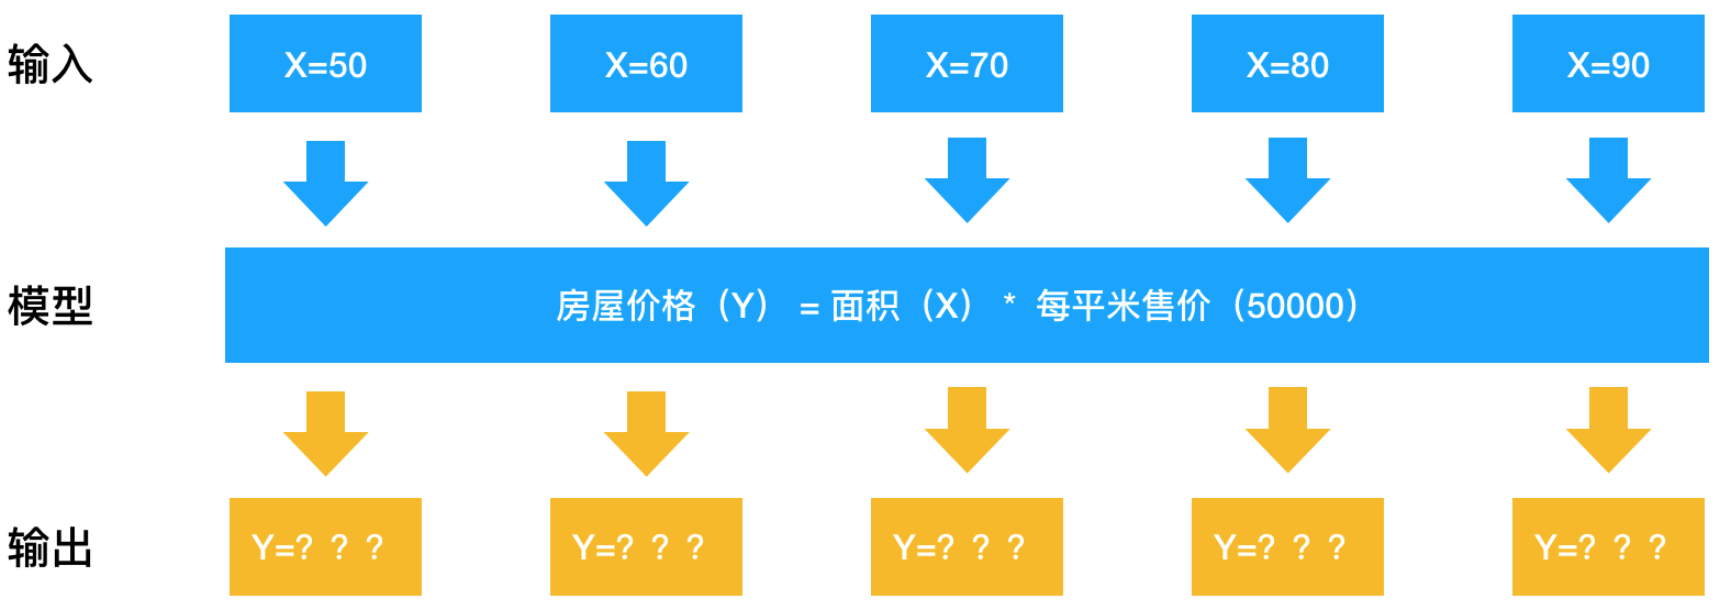 输入
X=50
X=60
X=70
X=80
X=90
模型
房屋价格（Y） = 面积（X） * 每平米售价（50000）
输出
Y=？？？
Y=？？？
Y=？？？
Y=？？？
Y=？？？